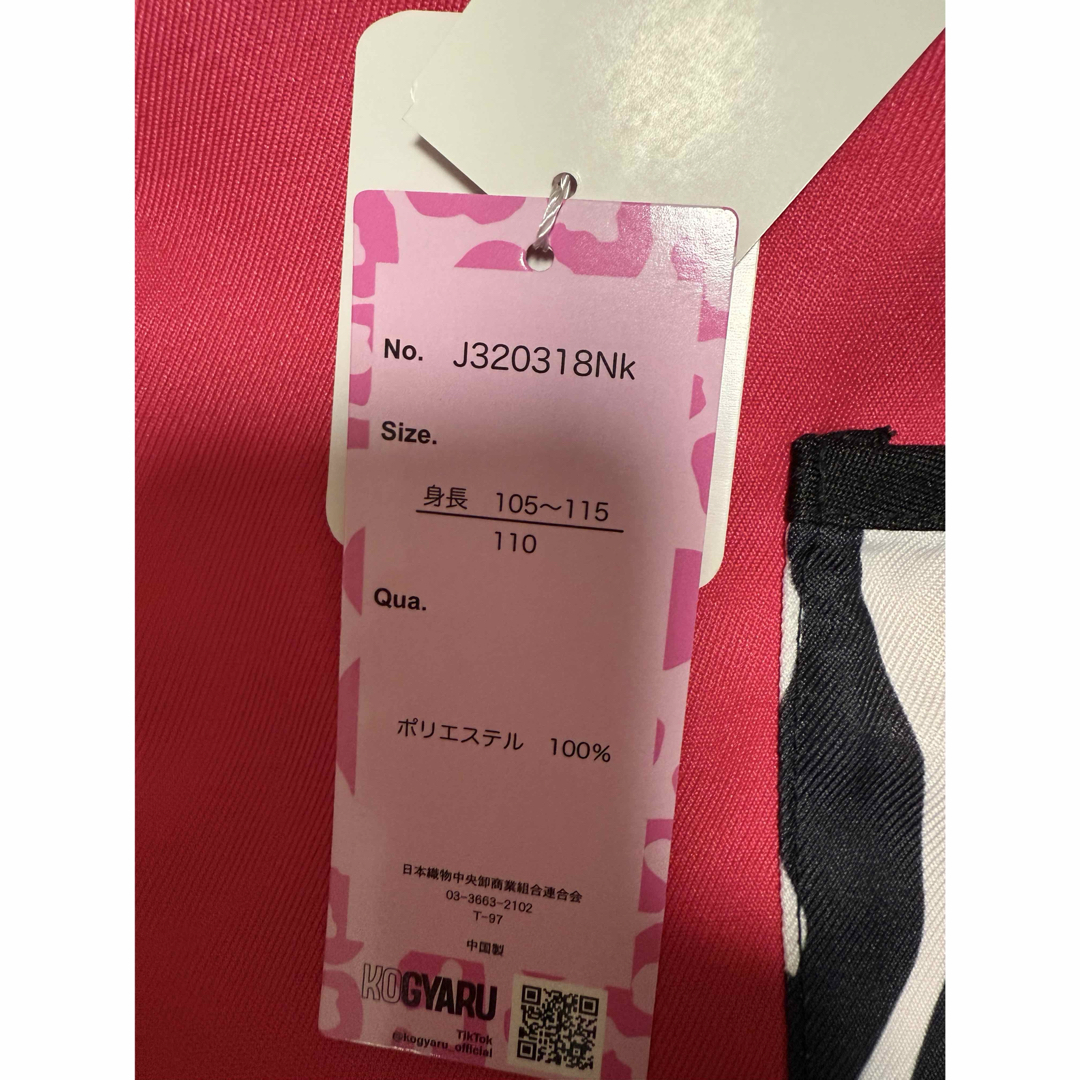 No. J320318Nk
Size.
身長 105〜115
110
Qua.
ポリエステル 100%
日本織物中央卸商業組合連合会
03-3663-2102
T-97
中国製
KOGYARU
TikTok
@kogyaru_official